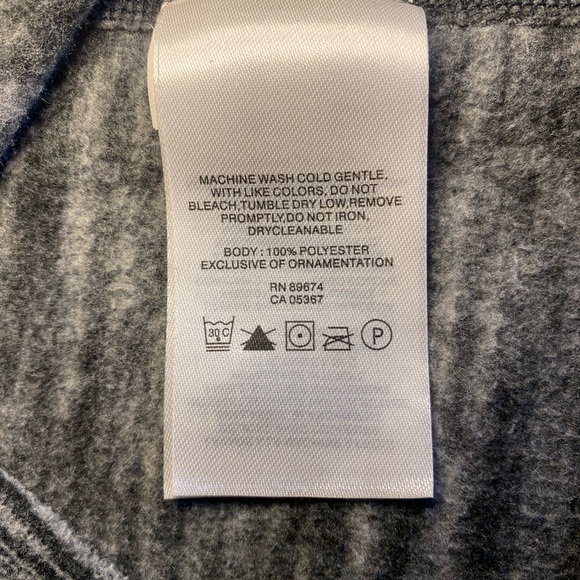 MACHINE WASH COLD GENTLE,
WITH LIKE COLORS, DO NOT
BLEACH,TUMBLE DRY LOW,REMOVE
PROMPTLY,DO NOT IRON,
DRYCLEANABLE
BODY : 100% POLYESTER
EXCLUSIVE OF ORNAMENTATION
RN 89674
CA 05367
30 C P